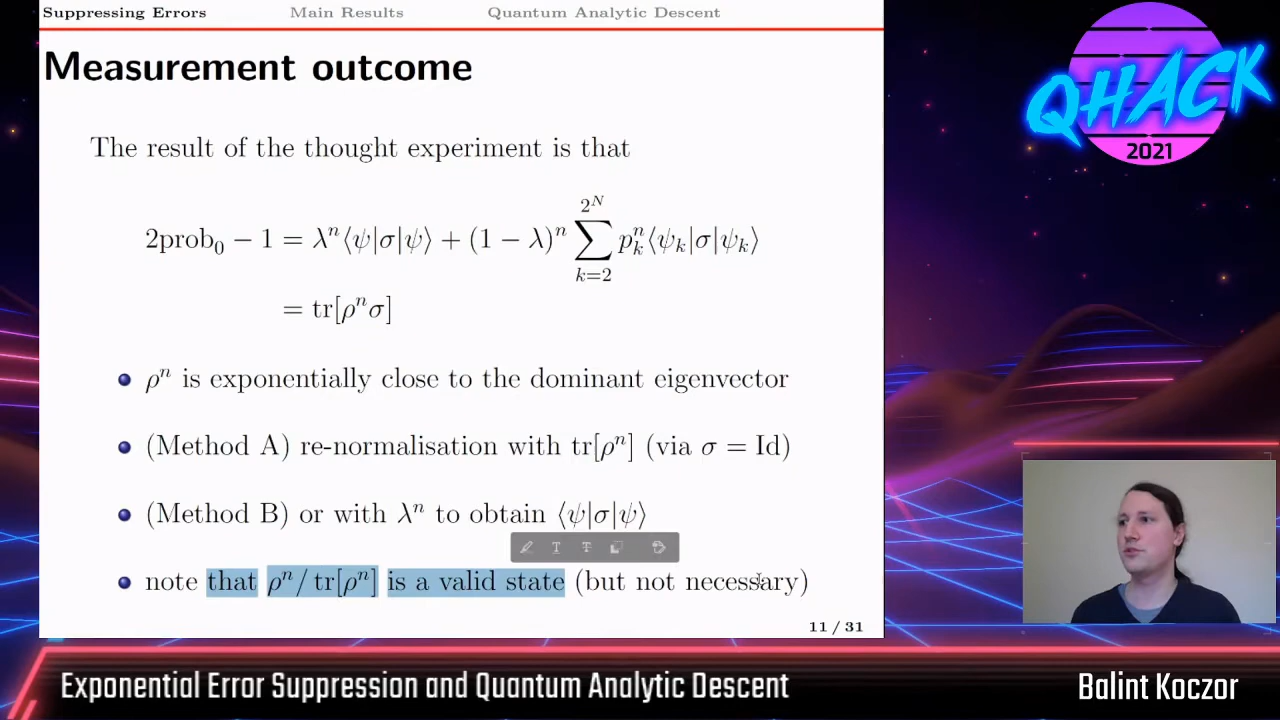 Suppressing Errors Main Results Quantum Analytic Descent
Measurement outcome
The result of the thought experiment is that
2prob₀ − 1 = λⁿ⟨ψ|σ|ψ⟩ + (1 − λ)ⁿ ∑_{k=2}^{2^N} p_k^n⟨ψ_k|σ|ψ_k⟩
= tr[ρⁿσ]
ρⁿ is exponentially close to the dominant eigenvector
(Method A) re-normalisation with tr[ρⁿ] (via σ = Id)
(Method B) or with λⁿ to obtain ⟨ψ|σ|ψ⟩
note that ρⁿ/ tr[ρⁿ] is a valid state (but not necessary)
11 / 31
QHACK
2021
Exponential Error Suppression and Quantum Analytic Descent
Balint Koczor